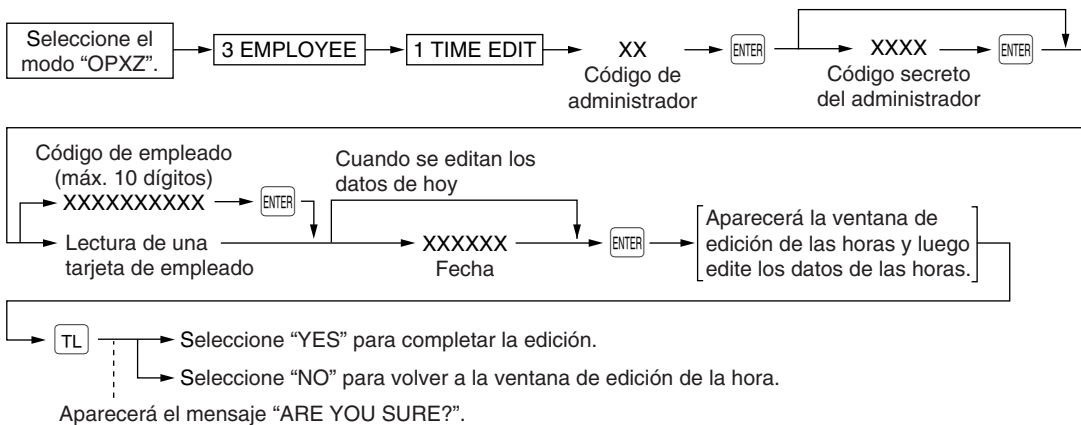 Seleccione el
modo “OPXZ”.
3 EMPLOYEE
1 TIME EDIT
XX
Código de
administrador
ENTER
XXXX
Código secreto
del administrador
ENTER
Código de empleado
(máx. 10 dígitos)
XXXXXXXXXX
ENTER
Lectura de una
tarjeta de empleado
Cuando se editan los
datos de hoy
XXXXXX
Fecha
ENTER
Aparecerá la ventana de
edición de las horas y luego
edite los datos de las horas.
TL
Seleccione “YES” para completar la edición.
Seleccione “NO” para volver a la ventana de edición de la hora.
Aparecerá el mensaje “ARE YOU SURE?”.